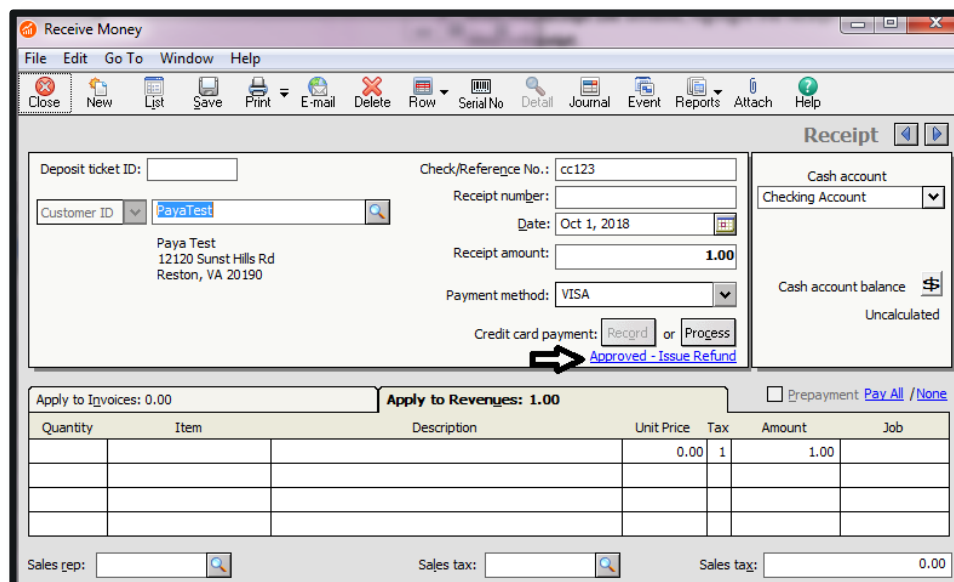 Receive Money
File Edit Go To Window Help
Close New List Save Print E-mail Delete Row Serial No Detail Journal Event Reports Attach Help
Receipt
Deposit ticket ID:
Check/Reference No.: cc123
Cash account
Receipt number:
Checking Account
Customer ID PayaTest
Date: Oct 1, 2018
Paya Test
12120 Sunst Hills Rd
Reston, VA 20190
Receipt amount: 1.00
Payment method: VISA
Cash account balance
Uncalculated
Credit card payment: Record or Process
Approved - Issue Refund
Apply to Invoices: 0.00
Apply to Revenues: 1.00
Prepayment Pay All / None
Quantity Item Description Unit Price Tax Amount Job
0.00 1 1.00
Sales rep: Sales tax: Sales tax: 0.00